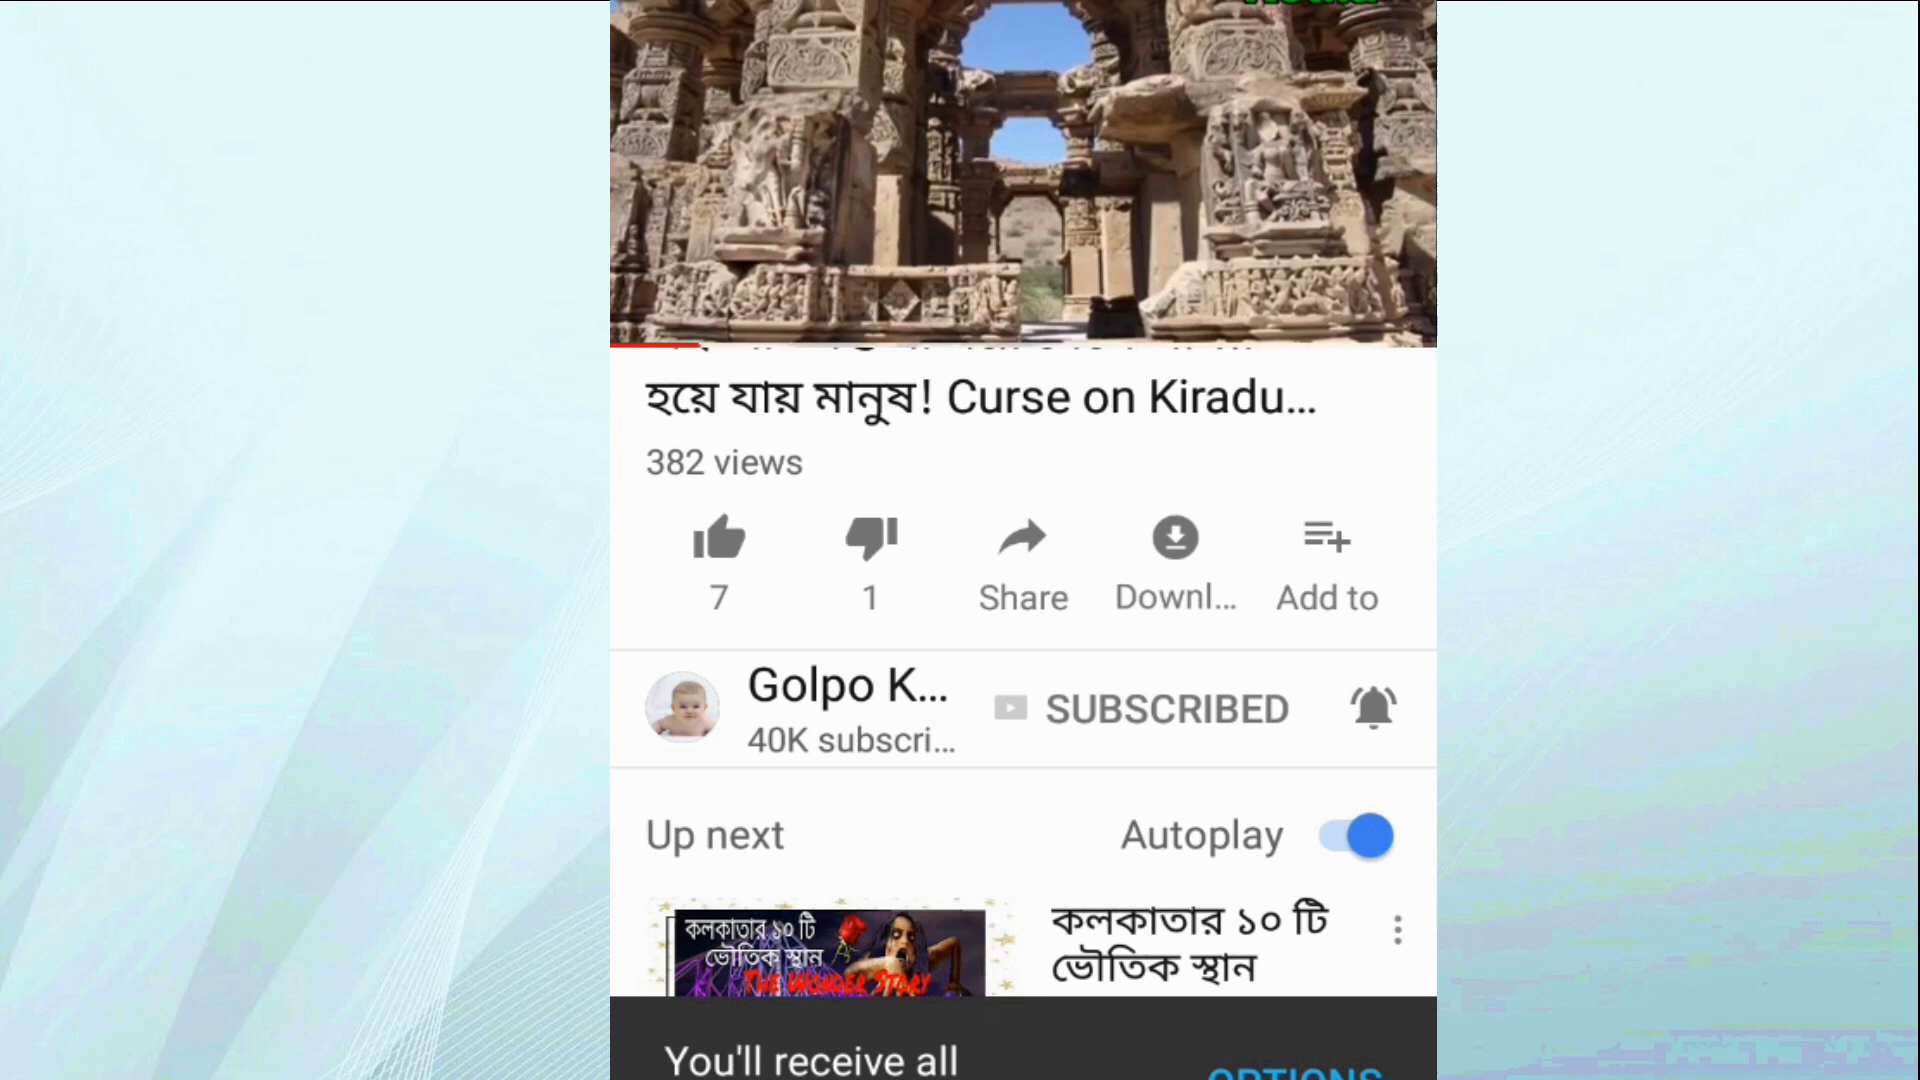 হয়ে যায় মানুষ! Curse on Kiradu...
382 views
7
1
Share
Downl...
Add to
Golpo K...
40K subscri...
SUBSCRIBED
Up next
Autoplay
কলকাতার ১০ টি
ভৌতিক স্থান
THE WONDER STORY
কলকাতার ১০ টি
ভৌতিক স্থান
You'll receive all
OPTIONS